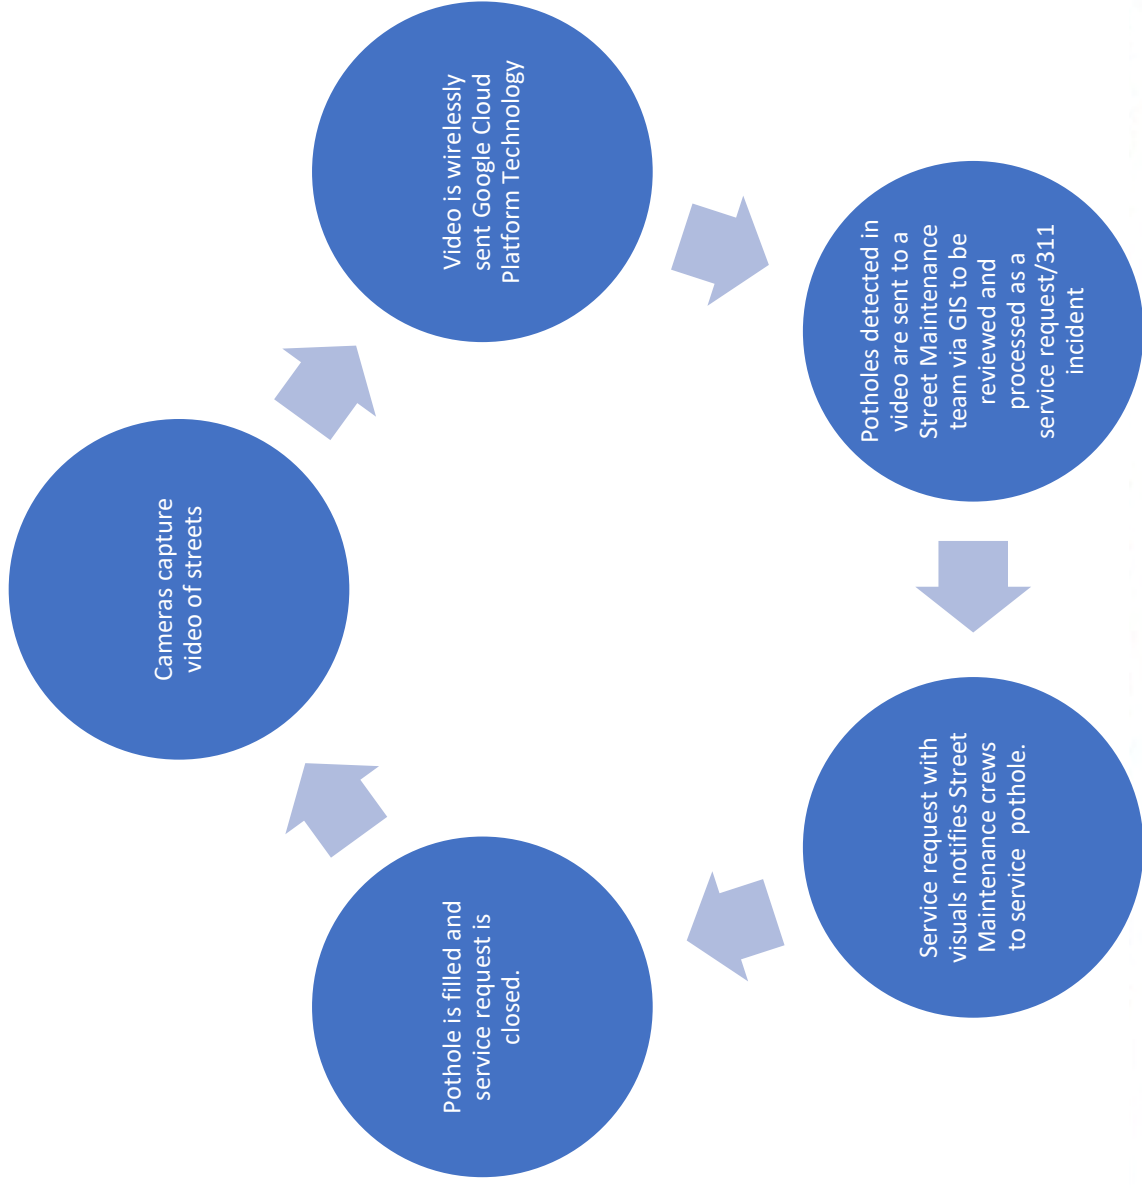 Cameras capture
video of streets
Video is wirelessly
sent Google Cloud
Platform Technology
Potholes detected in
video are sent to a
Street Maintenance
team via GIS to be
reviewed and
processed as a
service request/311
incident
Service request with
visuals notifies Street
Maintenance crews
to service pothole.
Pothole is filled and
service request is
closed.